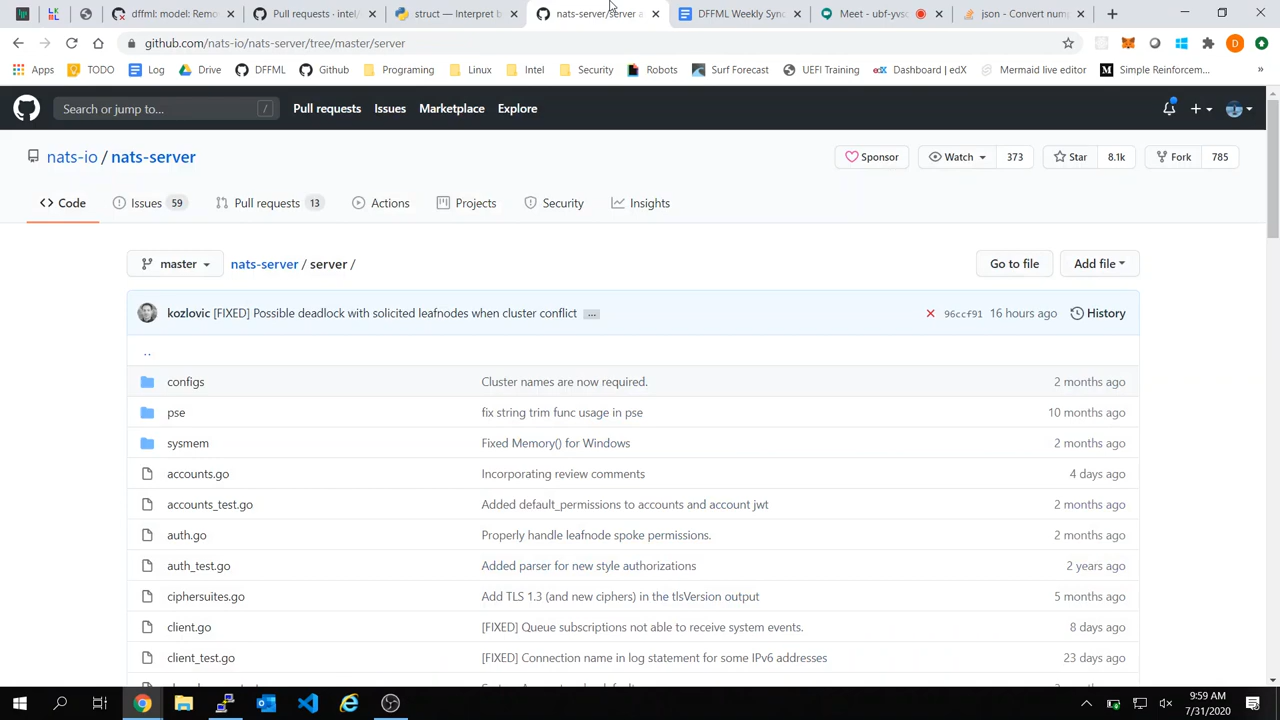 dffml: model: Remo
Pull requests · intel/
struct — Interpret b
nats-server/server a
DFFML Weekly Sync
Meet - ubf-yvsc
json - Convert num
github.com/nats-io/nats-server/tree/master/server
Apps TODO Log Drive DFFML Github Programming Linux Intel Security Robots Surf Forecast UEFI Training Dashboard | edX Mermaid live editor Simple Reinforcem... »
Search or jump to... /
Pull requests Issues Marketplace Explore
nats-io / nats-server
Sponsor Watch 373 Star 8.1k Fork 785
Code Issues 59 Pull requests 13 Actions Projects Security Insights
master nats-server / server / Go to file Add file
kozlovic [FIXED] Possible deadlock with solicited leafnodes when cluster conflict ... 96ccf91 16 hours ago History
..
configs Cluster names are now required. 2 months ago
pse fix string trim func usage in pse 10 months ago
sysmem Fixed Memory() for Windows 2 months ago
accounts.go Incorporating review comments 4 days ago
accounts_test.go Added default_permissions to accounts and account jwt 2 months ago
auth.go Properly handle leafnode spoke permissions. 2 months ago
auth_test.go Added parser for new style authorizations 2 years ago
ciphersuites.go Add TLS 1.3 (and new ciphers) in the tlsVersion output 5 months ago
client.go [FIXED] Queue subscriptions not able to receive system events. 8 days ago
client_test.go [FIXED] Connection name in log statement for some IPv6 addresses 23 days ago
9:59 AM
7/31/2020